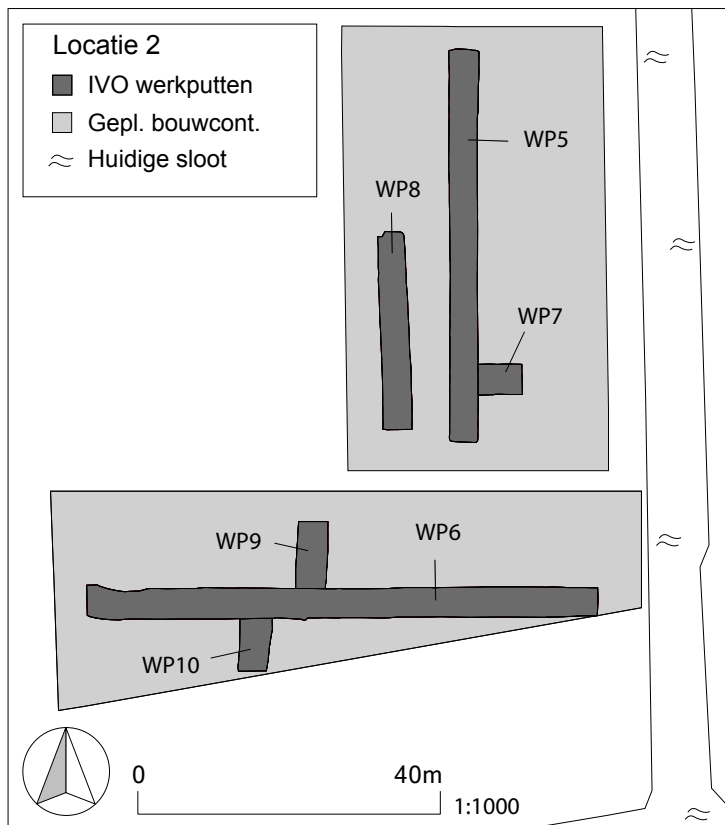 Locatie 2
IVO werkputten
Gepl. bouwcont.
Huidige sloot
WP5
WP8
WP7
WP9
WP6
WP10
0 40m
1:1000